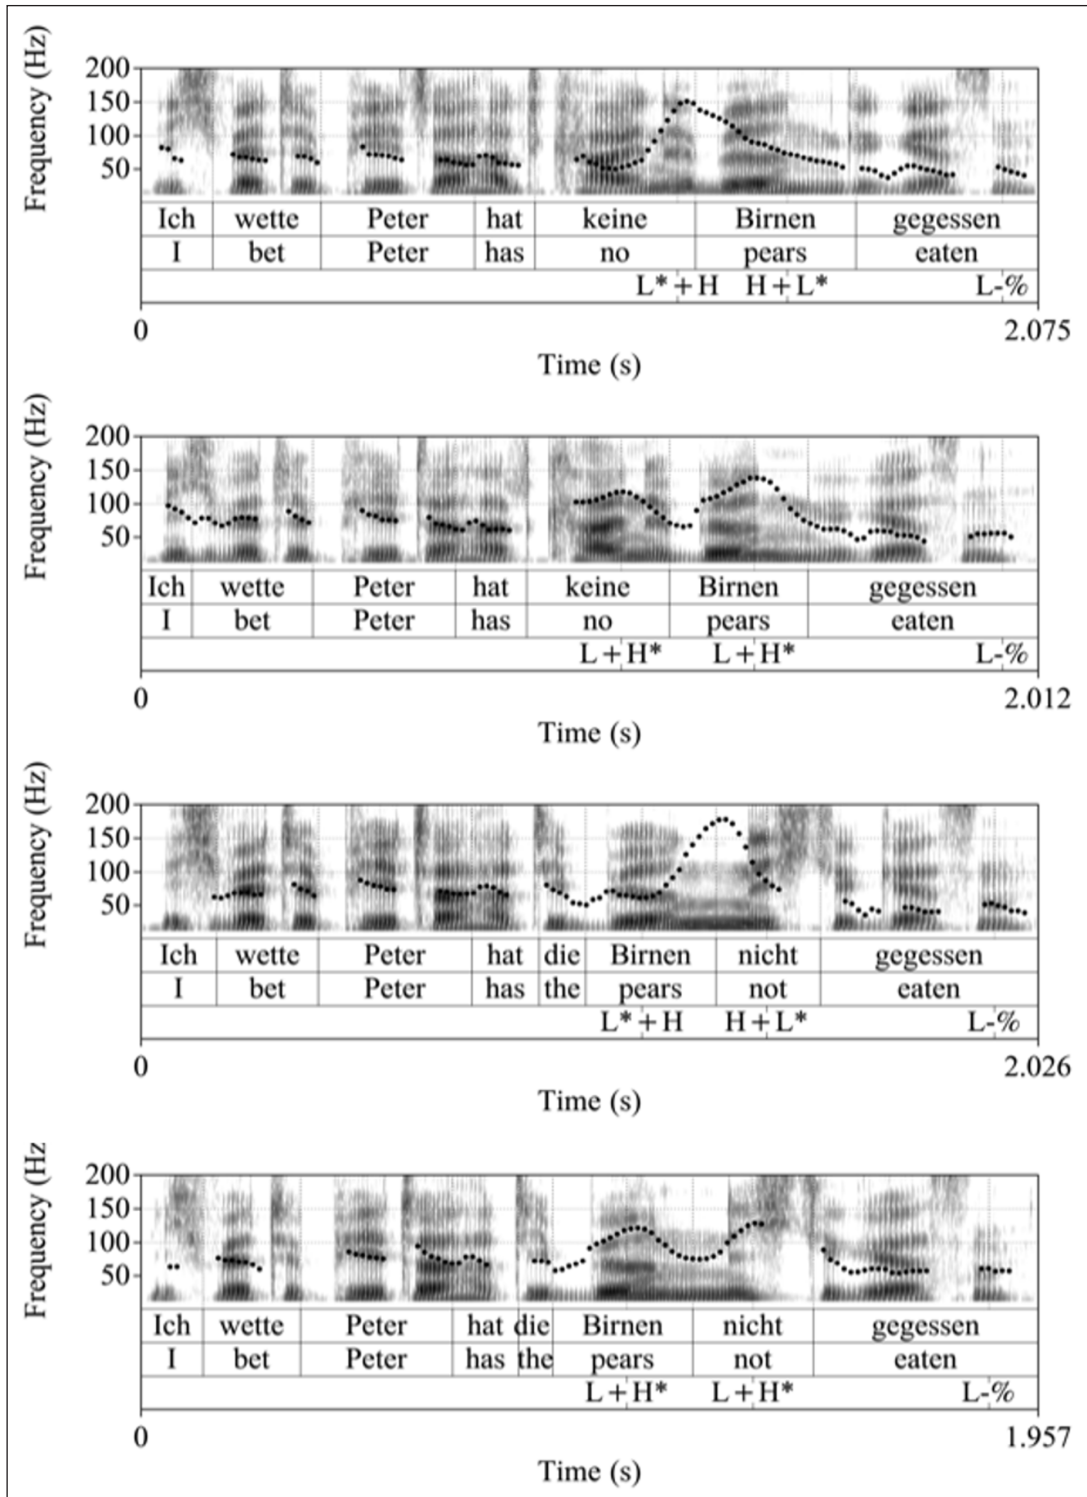 Frequency (Hz)
200
150
100
50
Ich wette Peter hat keine Birnen gegessen
I bet Peter has no pears eaten
L*+H H+L* L-%
0 2.075
Time (s)
Frequency (Hz)
200
150
100
50
Ich wette Peter hat keine Birnen gegessen
I bet Peter has no pears eaten
L+H* L+H* L-%
0 2.012
Time (s)
Frequency (Hz)
200
150
100
50
Ich wette Peter hat die Birnen nicht gegessen
I bet Peter has the pears not eaten
L*+H H+L* L-%
0 2.026
Time (s)
Frequency (Hz
200
150
100
50
Ich wette Peter hat die Birnen nicht gegessen
I bet Peter has the pears not eaten
L+H* L+H* L-%
0 1.957
Time (s)